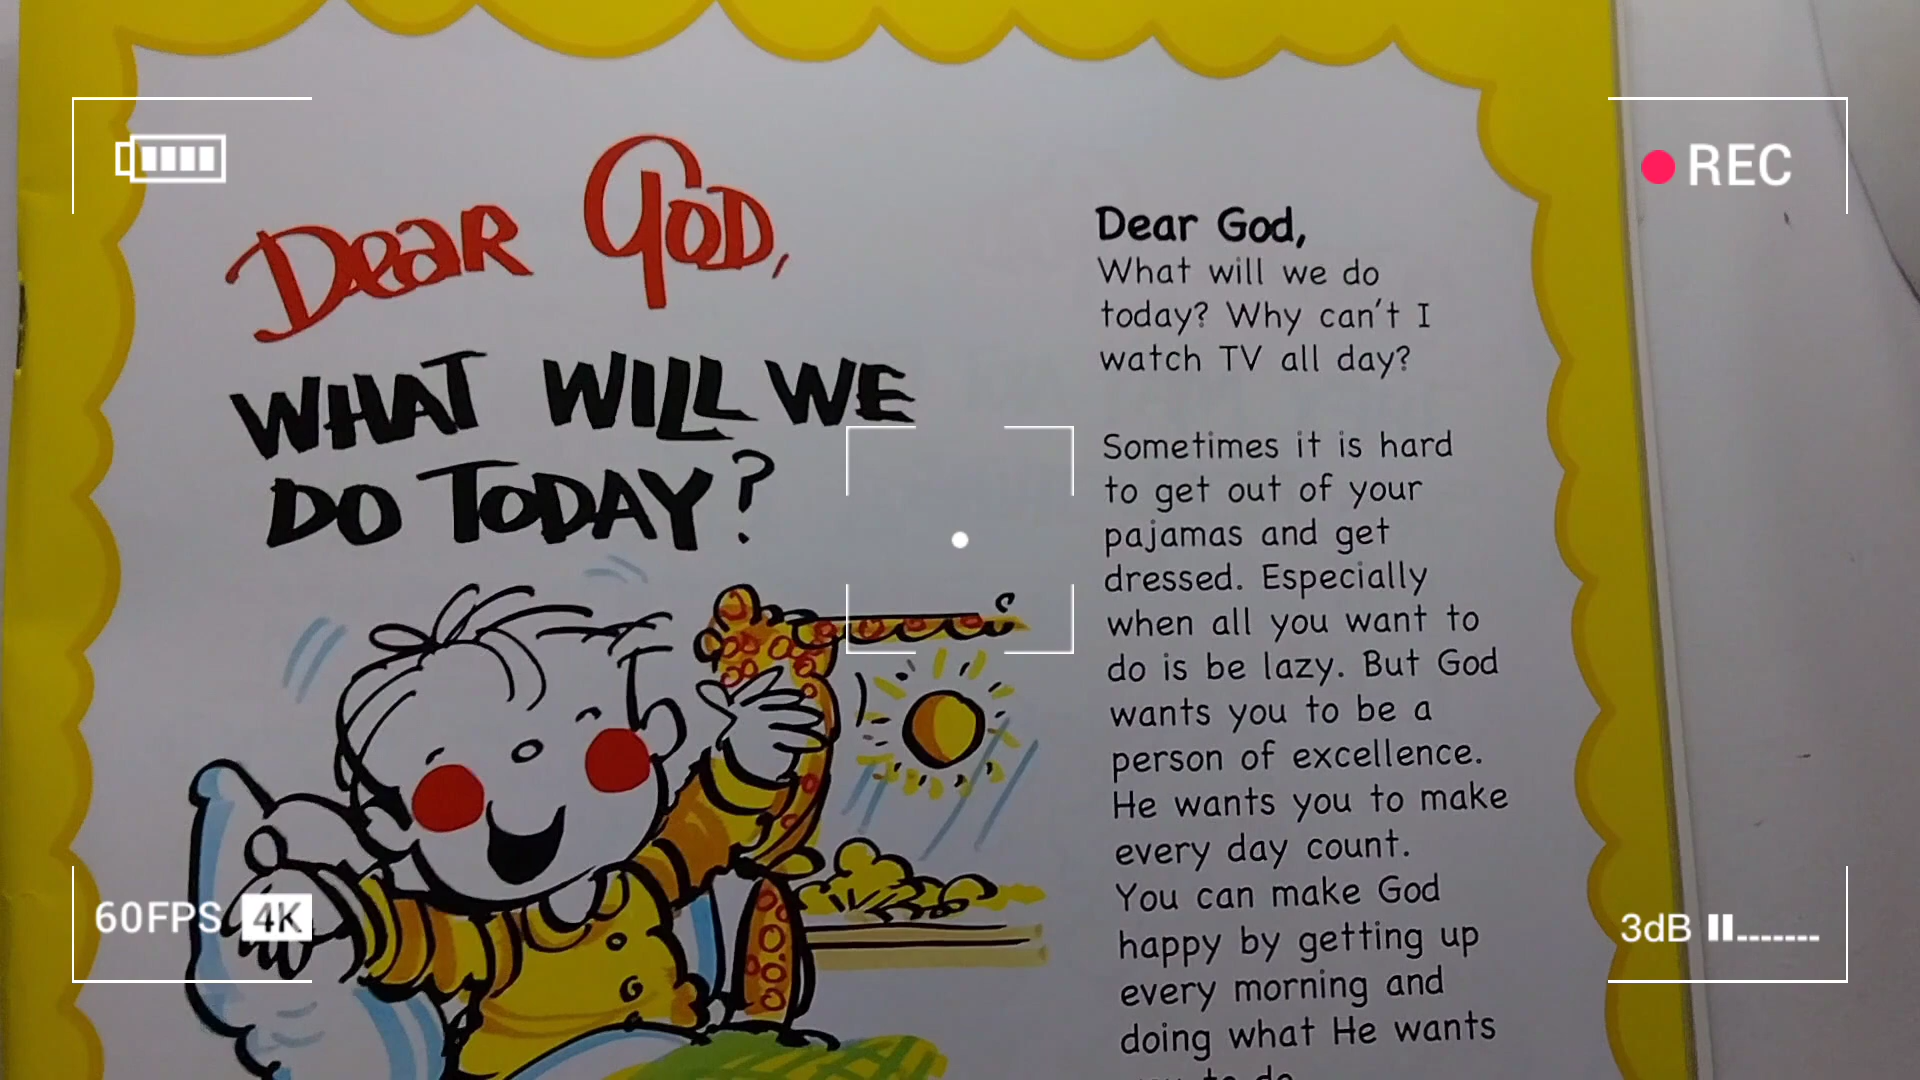 REC
DEAR GOD,
WHAT WILL WE
DO TODAY?
Dear God,
What will we do
today? Why can't I
watch TV all day?
Sometimes it is hard
to get out of your
pajamas and get
dressed. Especially
when all you want to
do is be lazy. But God
wants you to be a
person of excellence.
He wants you to make
every day count.
You can make God
happy by getting up
every morning and
doing what He wants
to do
60FPS 4K
3dB